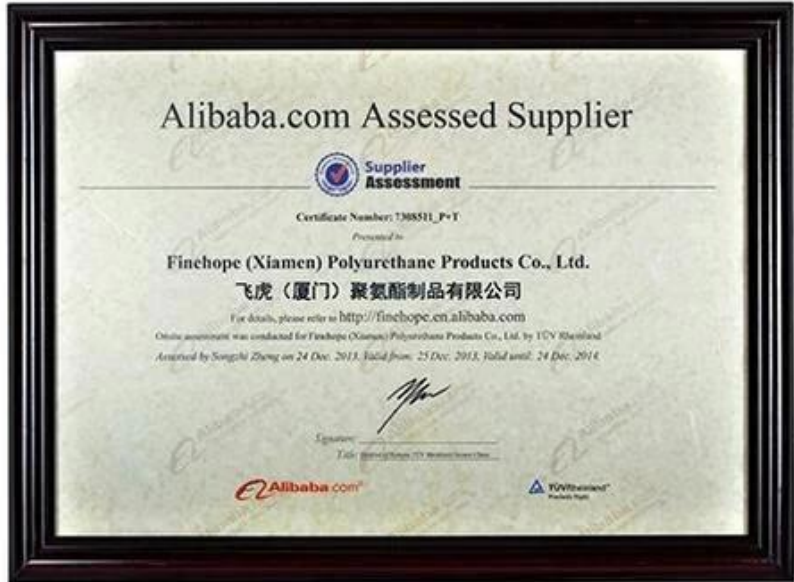 Alibaba.com Assessed Supplier
Supplier
Assessment
Certificate Number: 7308511_P+T
Presented to
Finehope (Xiamen) Polyurethane Products Co., Ltd.
飞虎（厦门）聚氨酯制品有限公司
For details, please refer to http://finehope.en.alibaba.com
Onsite assessment was conducted for Finehope (Xiamen) Polyurethane Products Co., Ltd. by TÜV Rheinland
Assessed by Songzhi Zheng on 24 Dec. 2013, Valid from: 25 Dec. 2013, Valid until: 24 Dec. 2014
Signature:
Title:
Alibaba.com®
TÜVRheinland®
Precisely Right.